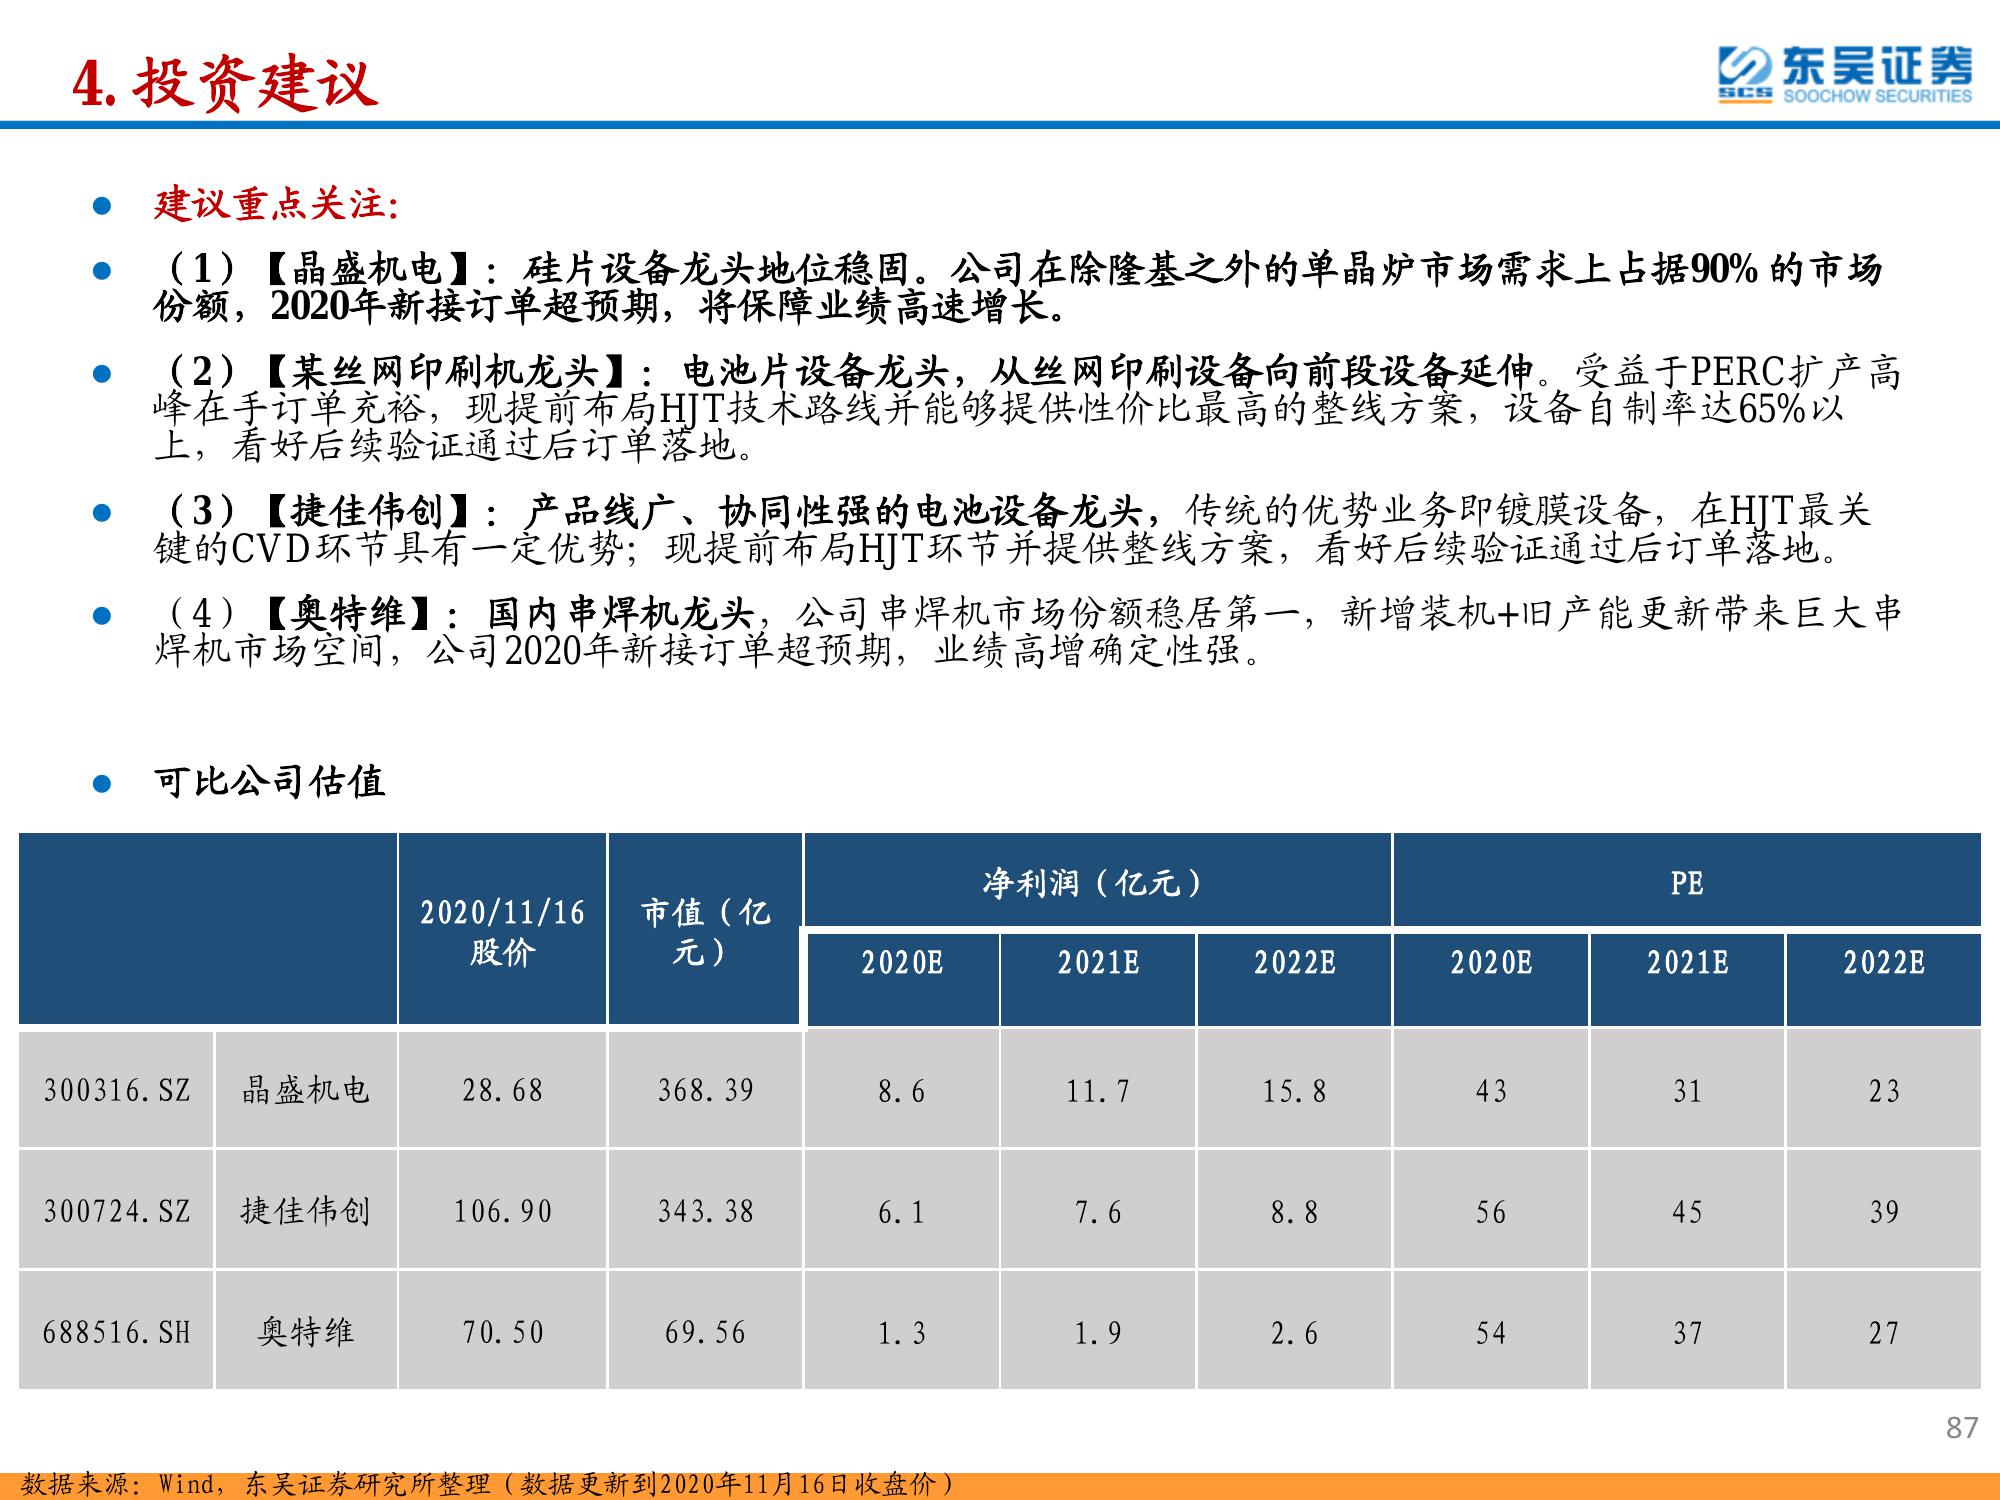 4. 投资建议
东吴证券
SCS SOOCHOW SECURITIES
建议重点关注：
（1）【晶盛机电】：硅片设备龙头地位稳固。公司在除隆基之外的单晶炉市场需求上占据90% 的市场
份额，2020年新接订单超预期，将保障业绩高速增长。
（2）【某丝网印刷机龙头】：电池片设备龙头，从丝网印刷设备向前段设备延伸。受益于PERC扩产高
峰在手订单充裕，现提前布局HJT技术路线并能够提供性价比最高的整线方案，设备自制率达65%以
上，看好后续验证通过后订单落地。
（3）【捷佳伟创】：产品线广、协同性强的电池设备龙头，传统的优势业务即镀膜设备，在HJT最关
键的CVD环节具有一定优势；现提前布局HJT环节并提供整线方案，看好后续验证通过后订单落地。
（4）【奥特维】：国内串焊机龙头，公司串焊机市场份额稳居第一，新增装机+旧产能更新带来巨大串
焊机市场空间，公司2020年新接订单超预期，业绩高增确定性强。
可比公司估值
2020/11/16 股价 市值（亿元） 净利润（亿元） PE
2020E 2021E 2022E 2020E 2021E 2022E
300316.SZ 晶盛机电 28.68 368.39 8.6 11.7 15.8 43 31 23
300724.SZ 捷佳伟创 106.90 343.38 6.1 7.6 8.8 56 45 39
688516.SH 奥特维 70.50 69.56 1.3 1.9 2.6 54 37 27
87
数据来源：Wind，东吴证券研究所整理（数据更新到2020年11月16日收盘价）